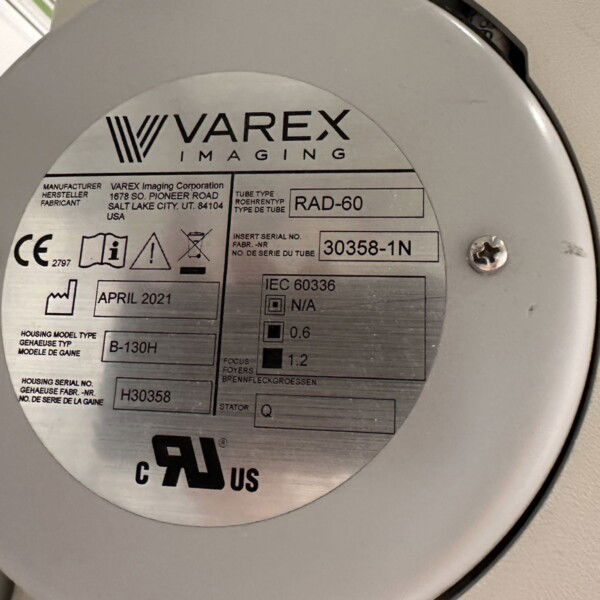 VAREX
IMAGING
MANUFACTURER
HERSTELLER
FABRICANT
VAREX Imaging Corporation
1678 SO. PIONEER ROAD
SALT LAKE CITY, UT. 84104
USA
TUBE TYPE
ROEHRENTYP
TYPE DE TUBE
RAD-60
INSERT SERIAL NO.
FABR. -NR
NO. DE SERIE DU TUBE
30358-1N
CE 2797
APRIL 2021
IEC 60336
N/A
0.6
1.2
FOCUS
FOYERS
BRENNFLECKGROESSEN
HOUSING MODEL TYPE
GEHAEUSE TYP
MODELE DE GAINE
B-130H
HOUSING SERIAL NO.
GEHAEUSE FABR. -NR.
NO. DE SERIE DE LA GAINE
H30358
STATOR
Q
C RU ® US